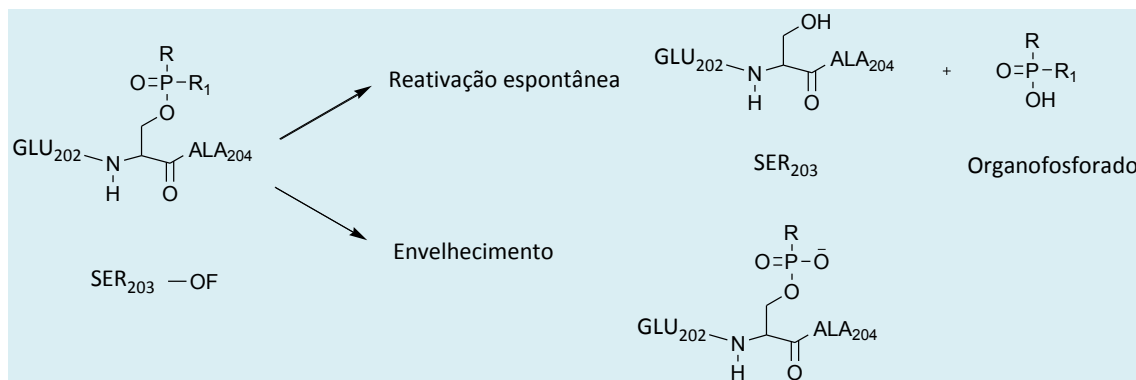 R
O=P-R₁
O
GLU₂₀₂ N ALA₂₀₄
H O
SER₂₀₃ —OF
Reativação espontânea
Envelhecimento
OH
GLU₂₀₂ N ALA₂₀₄
H O
SER₂₀₃
+
R
O=P-R₁
OH
Organofosforado
R
O=P-O⁻
O
GLU₂₀₂ N ALA₂₀₄
H O